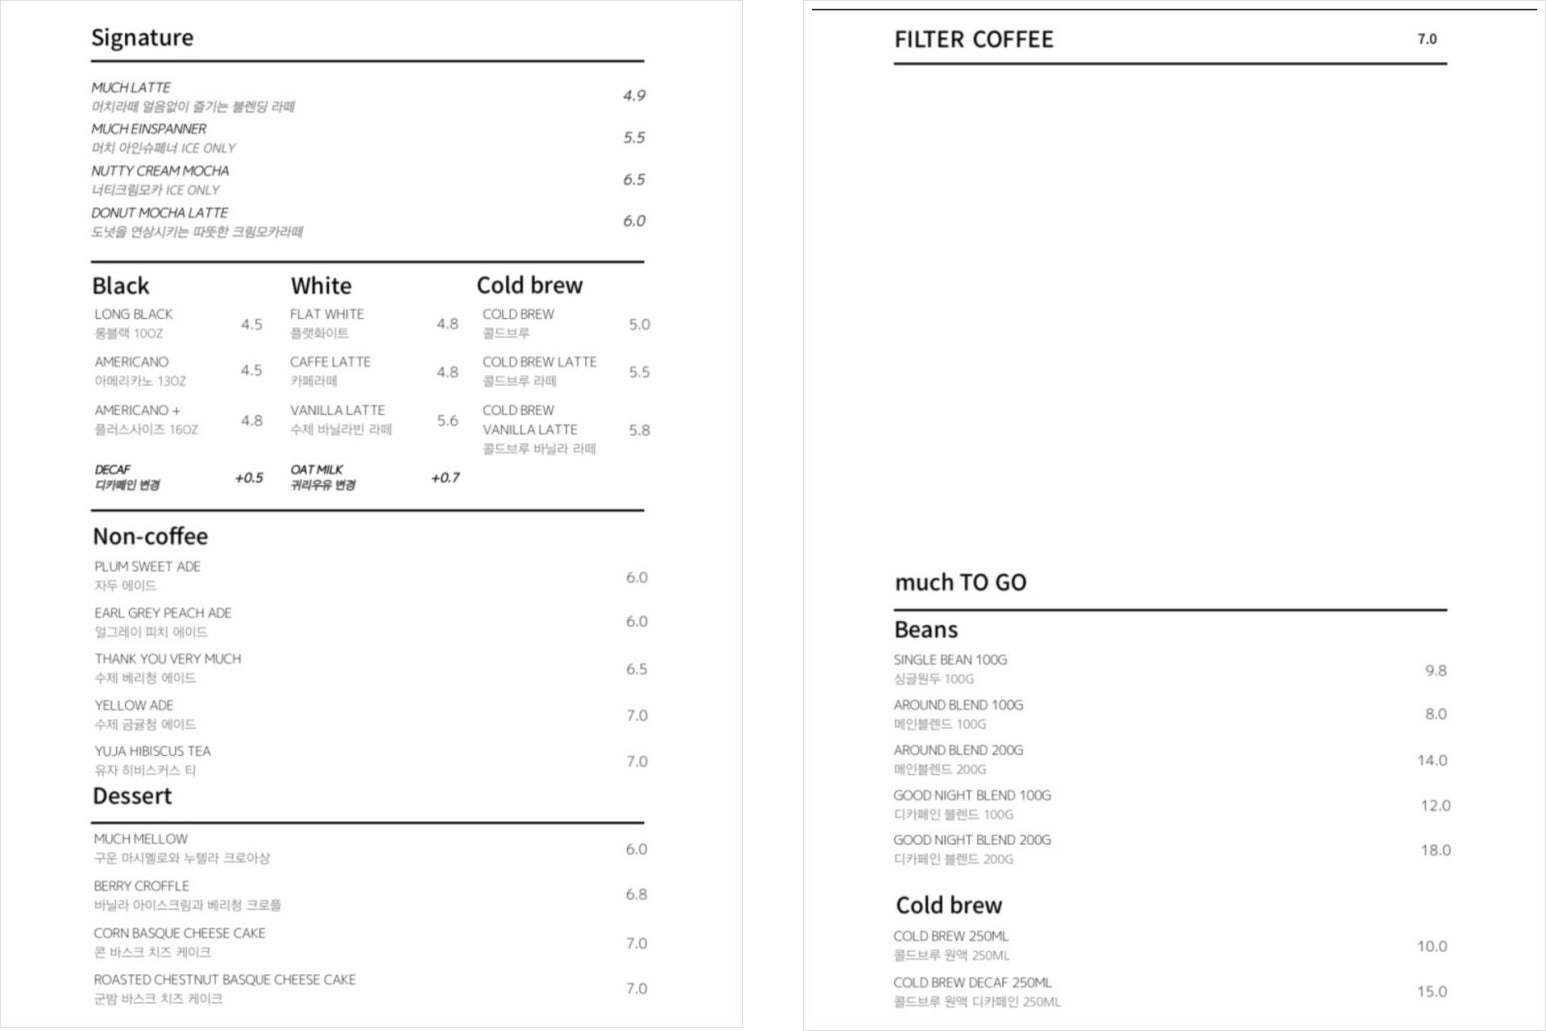 Signature
MUCH LATTE
머치라떼 얼음없이 즐기는 블렌딩 라떼
4.9
MUCH EINSPANNER
머치 아인슈페너 ICE ONLY
5.5
NUTTY CREAM MOCHA
너티크림모카 ICE ONLY
6.5
DONUT MOCHA LATTE
도넛을 연상시키는 따뜻한 크림모카라떼
6.0
Black
LONG BLACK
롱블랙 10OZ
4.5
AMERICANO
아메리카노 13OZ
4.5
AMERICANO +
플러스사이즈 16OZ
4.8
DECAF
디카페인 변경
+0.5
White
FLAT WHITE
플랫화이트
4.8
CAFFE LATTE
카페라떼
4.8
VANILLA LATTE
수제 바닐라빈 라떼
5.6
OAT MILK
귀리우유 변경
+0.7
Cold brew
COLD BREW
콜드브루
5.0
COLD BREW LATTE
콜드브루 라떼
5.5
COLD BREW
VANILLA LATTE
콜드브루 바닐라 라떼
5.8
Non-coffee
PLUM SWEET ADE
자두 에이드
6.0
EARL GREY PEACH ADE
얼그레이 피치 에이드
6.0
THANK YOU VERY MUCH
수제 베리청 에이드
6.5
YELLOW ADE
수제 금귤청 에이드
7.0
YUJA HIBISCUS TEA
유자 히비스커스 티
7.0
Dessert
MUCH MELLOW
구운 마시멜로와 누텔라 크로아상
6.0
BERRY CROFFLE
바닐라 아이스크림과 베리청 크로플
6.8
CORN BASQUE CHEESE CAKE
콘 바스크 치즈 케이크
7.0
ROASTED CHESTNUT BASQUE CHEESE CAKE
군밤 바스크 치즈 케이크
7.0
FILTER COFFEE
7.0
much TO GO
Beans
SINGLE BEAN 100G
싱글원두 100G
9.8
AROUND BLEND 100G
메인블렌드 100G
8.0
AROUND BLEND 200G
메인블렌드 200G
14.0
GOOD NIGHT BLEND 100G
디카페인 블렌드 100G
12.0
GOOD NIGHT BLEND 200G
디카페인 블렌드 200G
18.0
Cold brew
COLD BREW 250ML
콜드브루 원액 250ML
10.0
COLD BREW DECAF 250ML
콜드브루 원액 디카페인 250ML
15.0